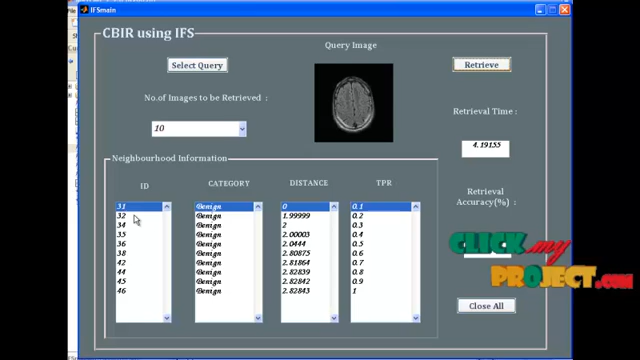 IFSmain
CBIR using IFS
Query Image
Select Query
Retrieve
No.of Images to be Retrieved :
10
Retrieval Time :
4.19155
Neighbourhood Information
ID CATEGORY DISTANCE TPR
31 Benign 0 0.1
32 Benign 1.99999 0.2
34 Benign 2 0.3
35 Benign 2.00003 0.4
36 Benign 2.0444 0.5
38 Benign 2.80875 0.6
42 Benign 2.81864 0.7
44 Benign 2.82839 0.8
45 Benign 2.82842 0.9
46 Benign 2.82843 1
Retrieval
Accuracy(%) :
CLICK my
PROJECT.com
Close All